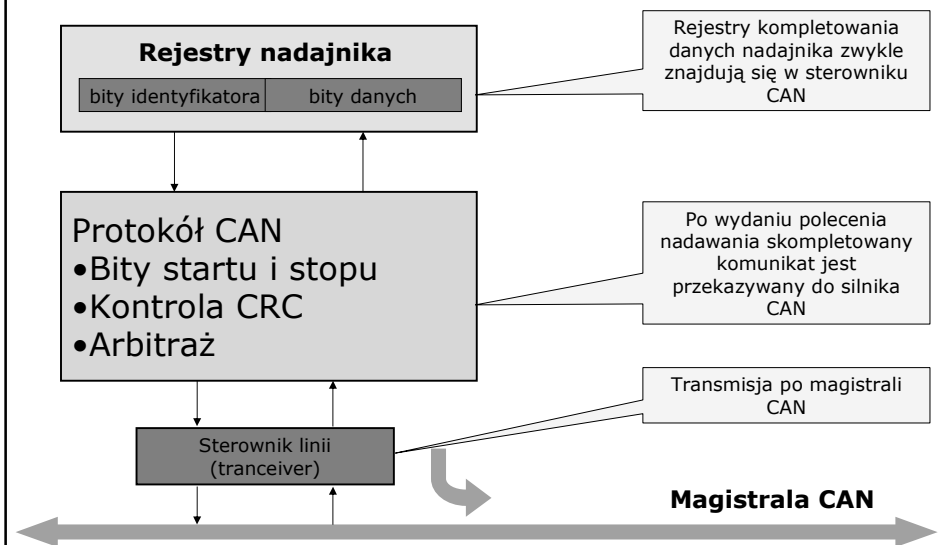 Rejestry nadajnika
bity identyfikatora
bity danych
Rejestry kompletowania
danych nadajnika zwykle
znajdują się w sterowniku
CAN
Protokół CAN
•Bity startu i stopu
•Kontrola CRC
•Arbitraż
Po wydaniu polecenia
nadawania skompletowany
komunikat jest
przekazywany do silnika
CAN
Transmisja po magistrali
CAN
Sterownik linii
(tranceiver)
Magistrala CAN